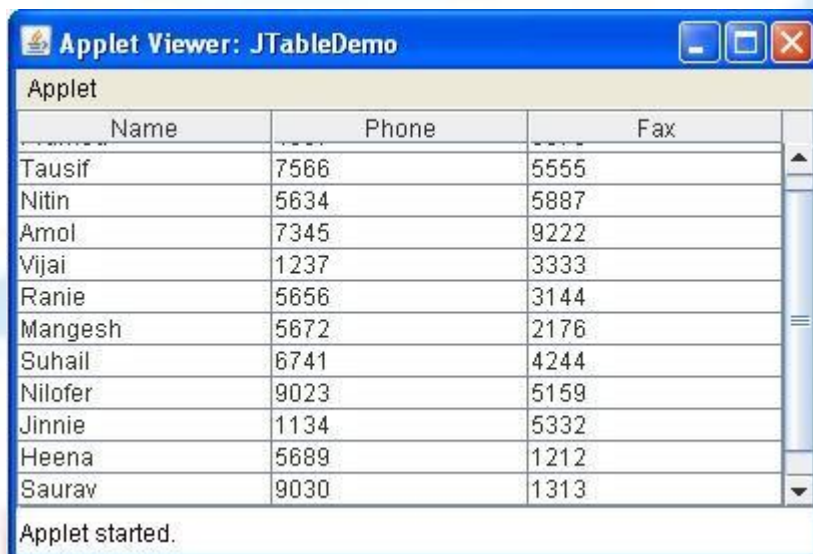 Applet Viewer: JTableDemo
Applet
Name Phone Fax
Tausif 7566 5555
Nitin 5634 5887
Amol 7345 9222
Vijai 1237 3333
Ranie 5656 3144
Mangesh 5672 2176
Suhail 6741 4244
Nilofer 9023 5159
Jinnie 1134 5332
Heena 5689 1212
Saurav 9030 1313
Applet started.